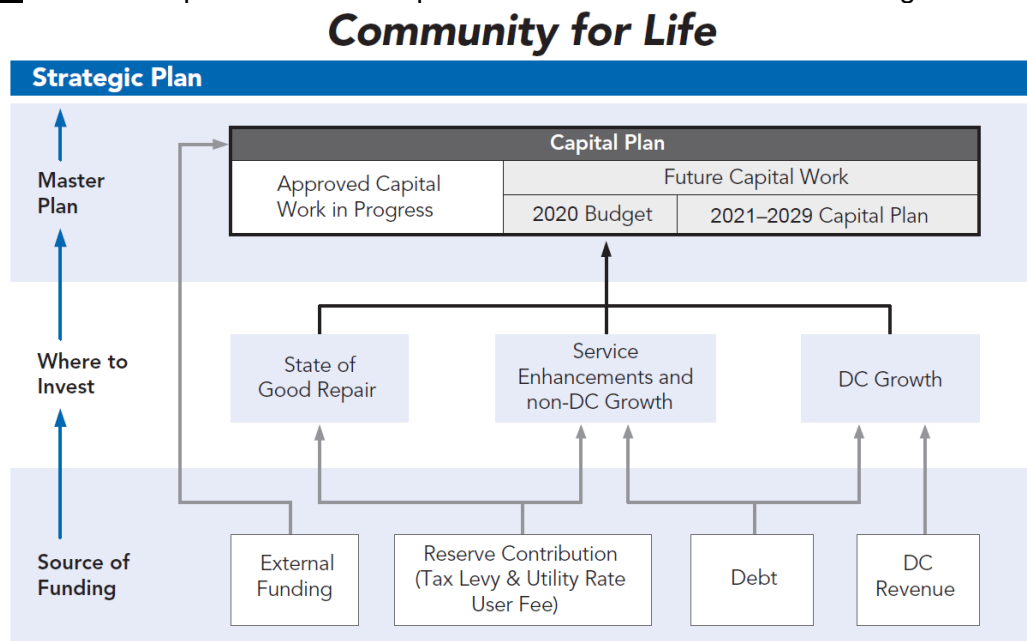 Community for Life
Strategic Plan
Capital Plan
Master
Plan
Approved Capital
Work in Progress
Future Capital Work
2020 Budget
2021–2029 Capital Plan
Where to
Invest
State of
Good Repair
Service
Enhancements and
non-DC Growth
DC Growth
Source of
Funding
External
Funding
Reserve Contribution
(Tax Levy & Utility Rate
User Fee)
Debt
DC
Revenue